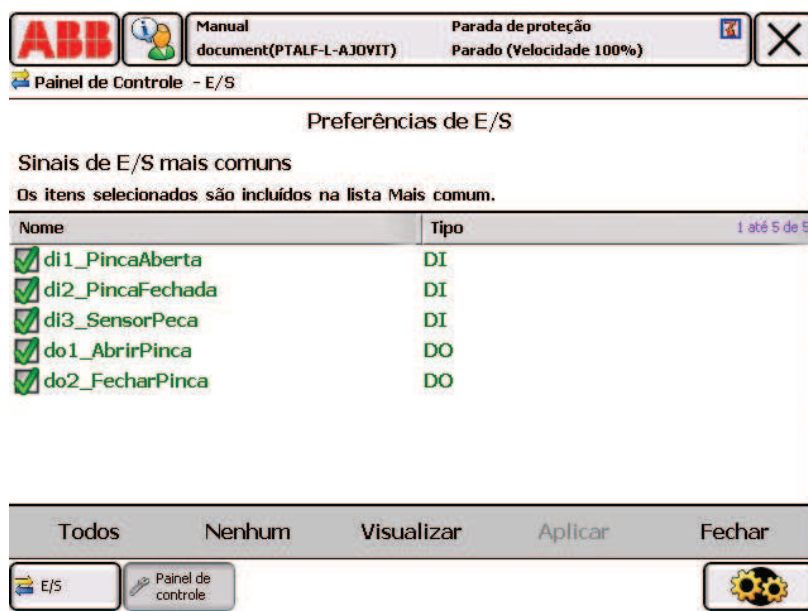 ABB
Manual
document(PTALF-L-AJOVIT)
Parada de proteção
Parado (Velocidade 100%)
Painel de Controle - E/S
Preferências de E/S
Sinais de E/S mais comuns
Os itens selecionados são incluídos na lista Mais comum.
Nome Tipo 1 até 5 de 5
di1_PincaAberta DI
di2_PincaFechada DI
di3_SensorPeca DI
do1_AbrirPinca DO
do2_FecharPinca DO
Todos Nenhum Visualizar Aplicar Fechar
E/S
Painel de
controle